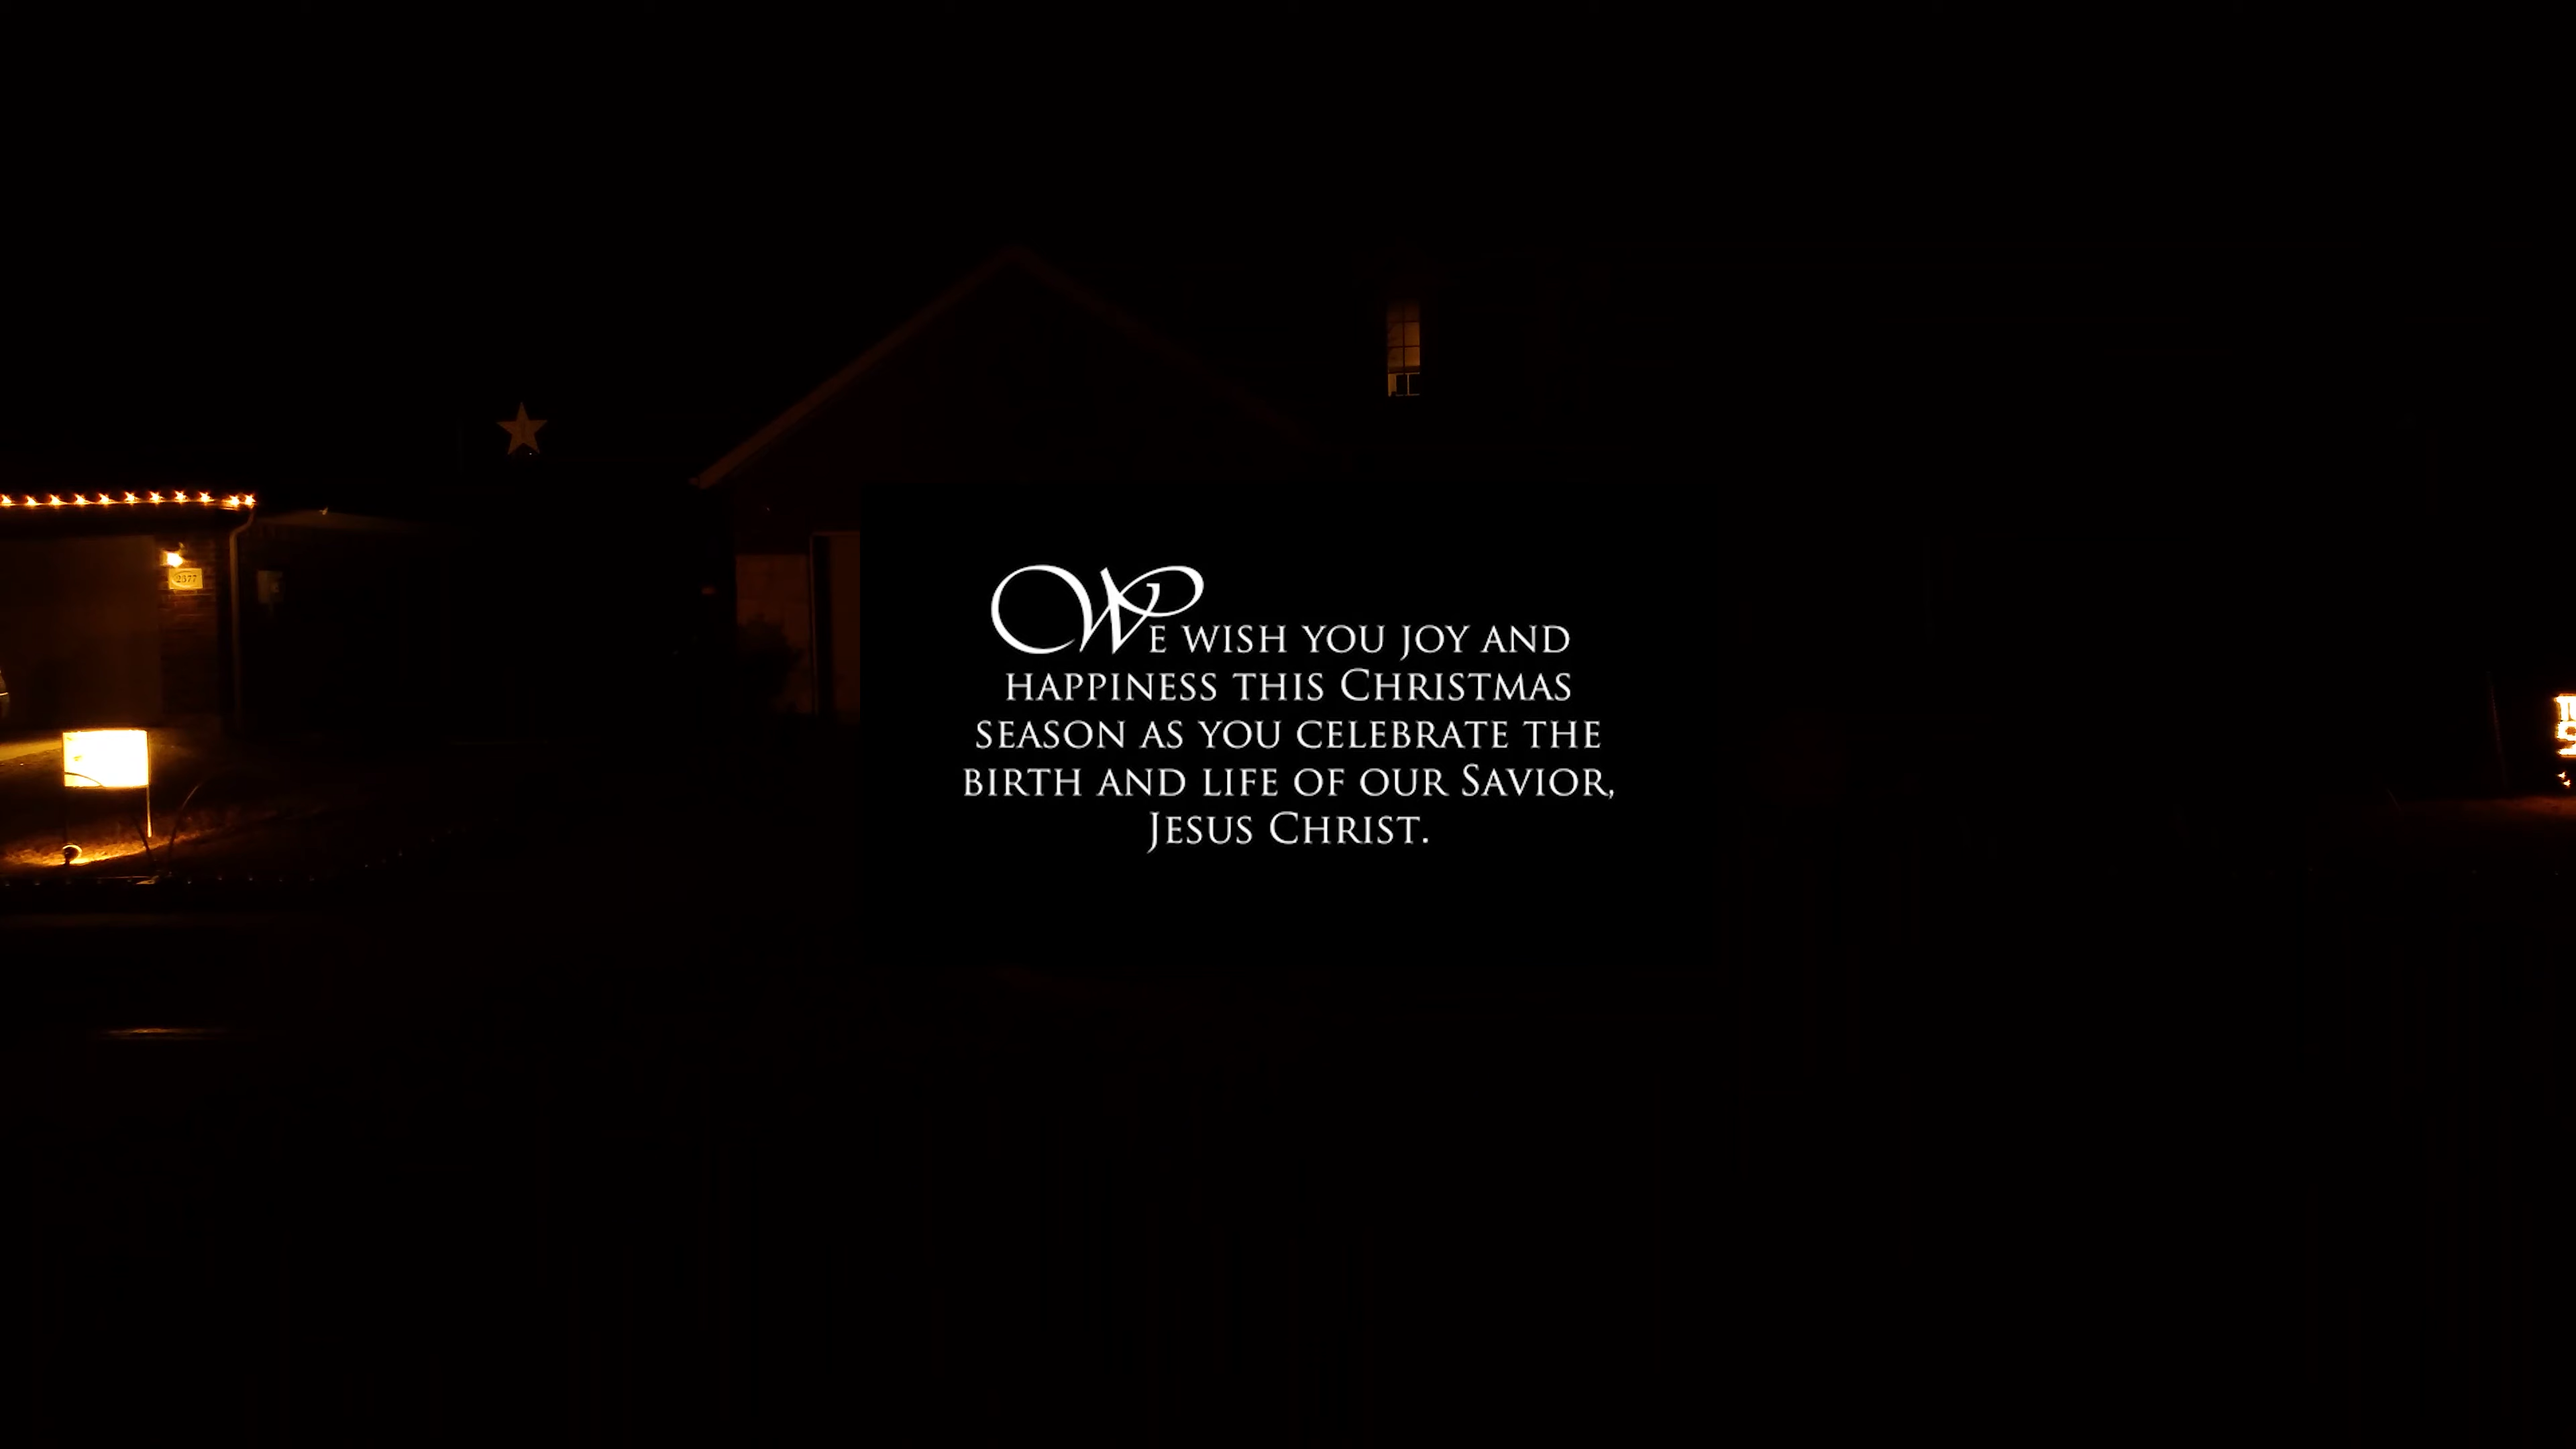 We wish you joy and
happiness this Christmas
season as you celebrate the
birth and life of our Savior,
Jesus Christ.
2377